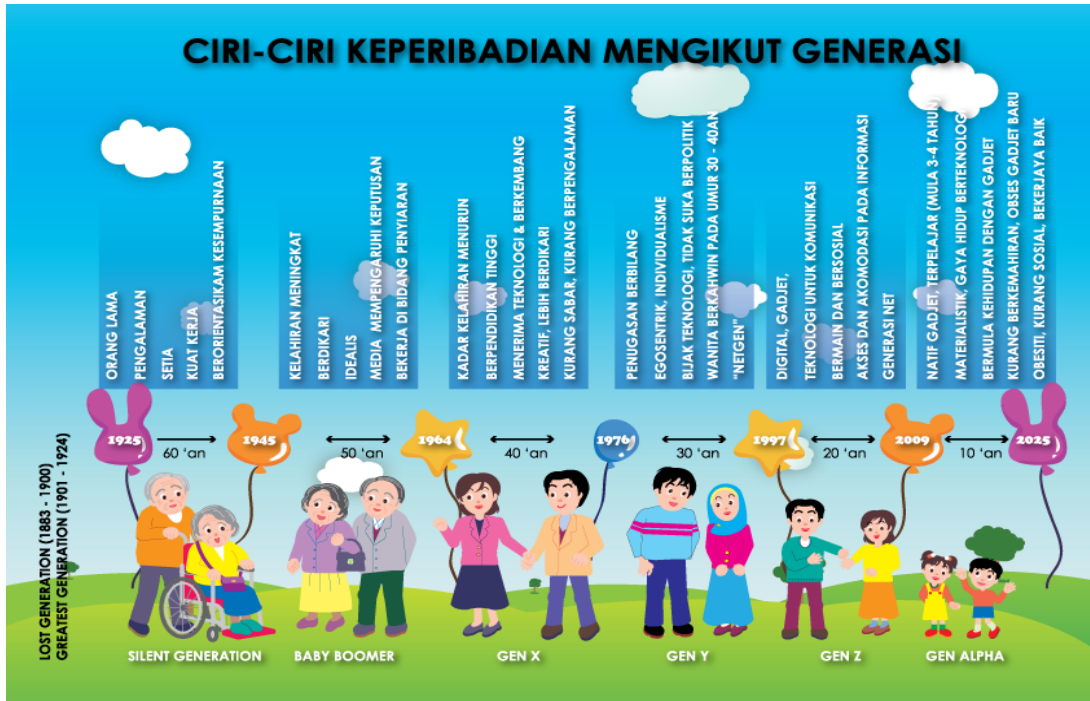 CIRI-CIRI KEPERIBADIAN MENGIKUT GENERASI
ORANG LAMA
PENGALAMAN
SETIA
KUAT KERJA
BERORIENTASIKAM KESEMPURNAAN
KELAHIRAN MENINGKAT
BERDIKARI
IDEALIS
MEDIA MEMPENGARUHI KEPUTUSAN
BEKERJA DI BIDANG PENYIARAN
KADAR KELAHIRAN MENURUN
BERPENDIDIKAN TINGGI
MENERIMA TEKNOLOGI & BERKEMBANG
KREATIF, LEBIH BERDIKARI
KURANG SABAR, KURANG BERPENGALAMAN
PENUGASAN BERBILANG
EGOSENTRIK, INDIVIDUALISME
BIJAK TEKNOLOGI, TIDAK SUKA BERPOLITIK
WANITA BERKAHWIN PADA UMUR 30 - 40AN
"NETGEN"
DIGITAL, GADJET,
TEKNOLOGI UNTUK KOMUNIKASI
BERMAIN DAN BERSOSIAL
AKSES DAN AKOMODASI PADA INFORMASI
GENERASI NET
NATIF GADJET, TERPELAJAR (MULA 3-4 TAHUN)
MATERIALISTIK, GAYA HIDUP BERTEKNOLOGI
BERMULA KEHIDUPAN DENGAN GADJET
KURANG BERKEMAHIRAN, OBSES GADJET BARU
OBESITI, KURANG SOSIAL, BEKERJAYA BAIK
1925
1945
1964
1976
1997
2009
2025
60 'an
50 'an
40 'an
30 'an
20 'an
10 'an
LOST GENERATION (1883 - 1900)
GREATEST GENERATION (1901 - 1924)
SILENT GENERATION
BABY BOOMER
GEN X
GEN Y
GEN Z
GEN ALPHA